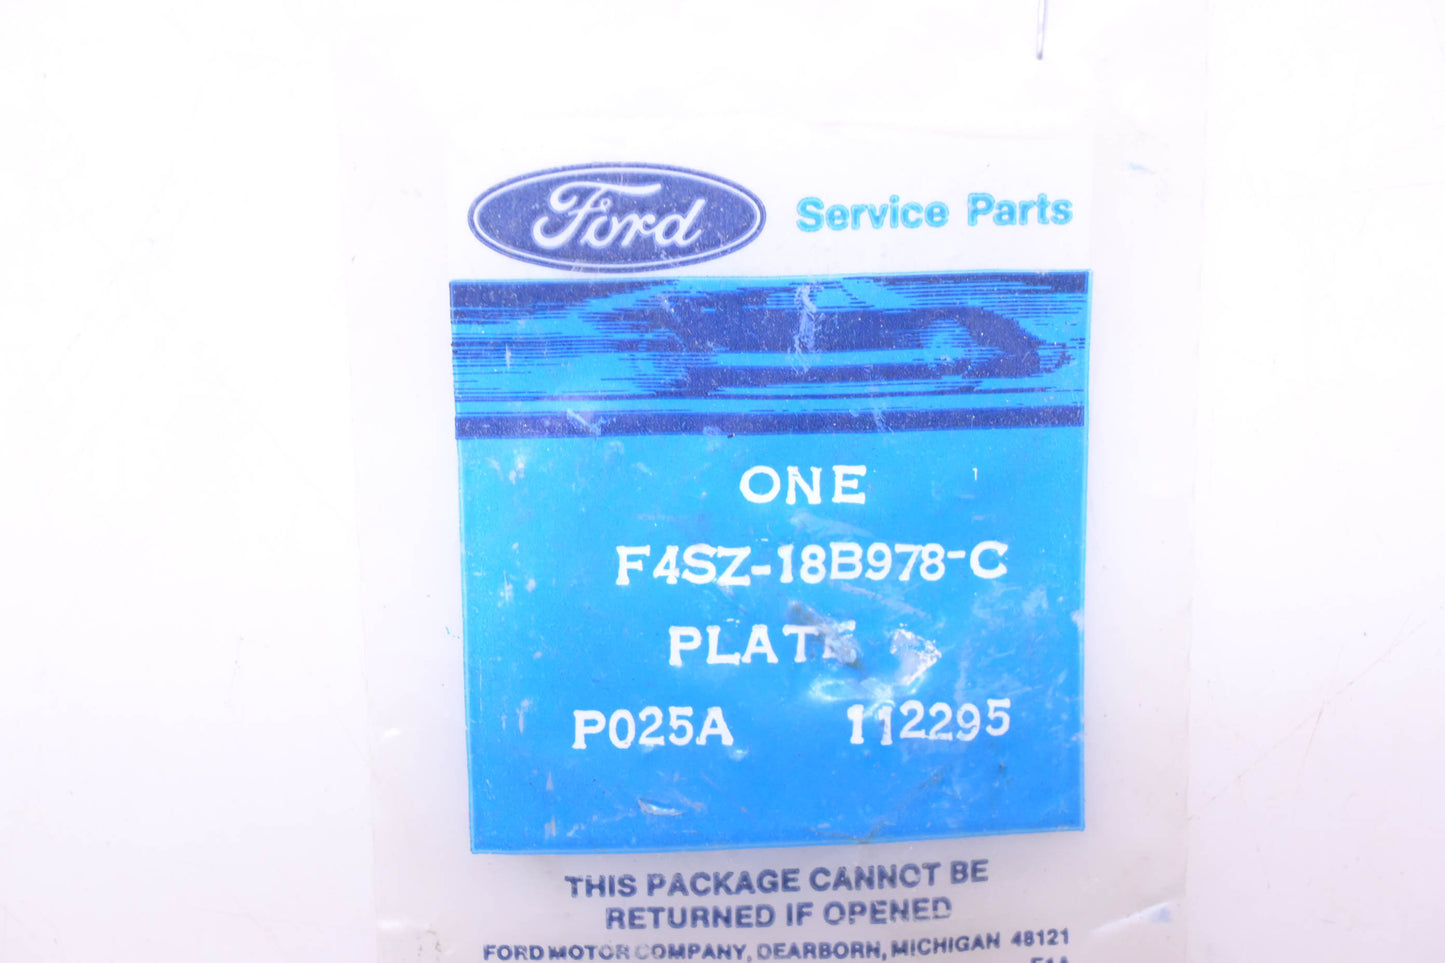 Ford Service Parts
ONE
F4SZ-18B978-C
PLATE
P025A 112295
THIS PACKAGE CANNOT BE
RETURNED IF OPENED
FORD MOTOR COMPANY, DEARBORN, MICHIGAN 48121